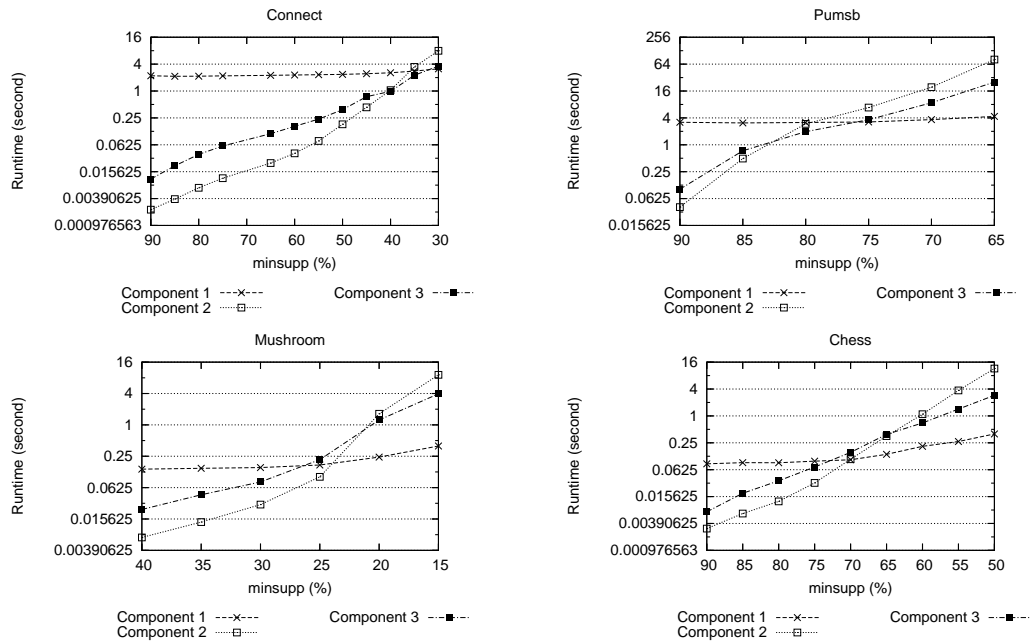 Connect
16
4
1
0.25
0.0625
0.015625
0.00390625
0.000976563
Runtime (second)
90 80 70 60 50 40 30
minsupp (%)
Component 1
Component 2
Component 3
Pumsb
256
64
16
4
1
0.25
0.0625
0.015625
Runtime (second)
90 85 80 75 70 65
minsupp (%)
Component 1
Component 2
Component 3
Mushroom
16
4
1
0.25
0.0625
0.015625
0.00390625
Runtime (second)
40 35 30 25 20 15
minsupp (%)
Component 1
Component 2
Component 3
Chess
16
4
1
0.25
0.0625
0.015625
0.00390625
0.000976563
Runtime (second)
90 85 80 75 70 65 60 55 50
minsupp (%)
Component 1
Component 2
Component 3